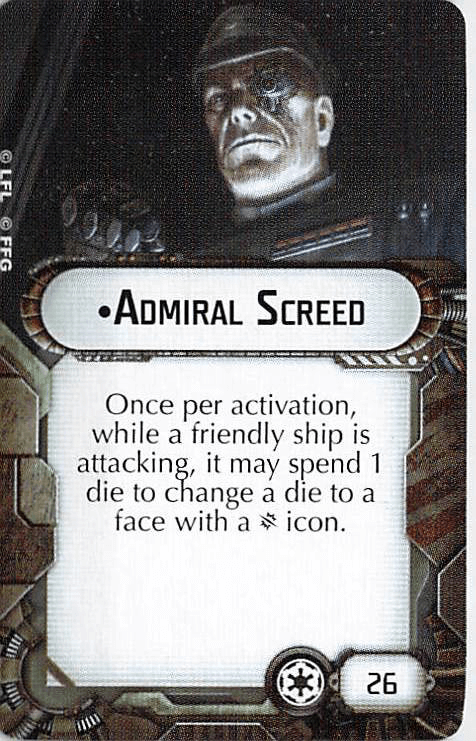 © LFL © FFG
•Admiral Screed
Once per activation,
while a friendly ship is
attacking, it may spend 1
die to change a die to a
face with a icon.
26